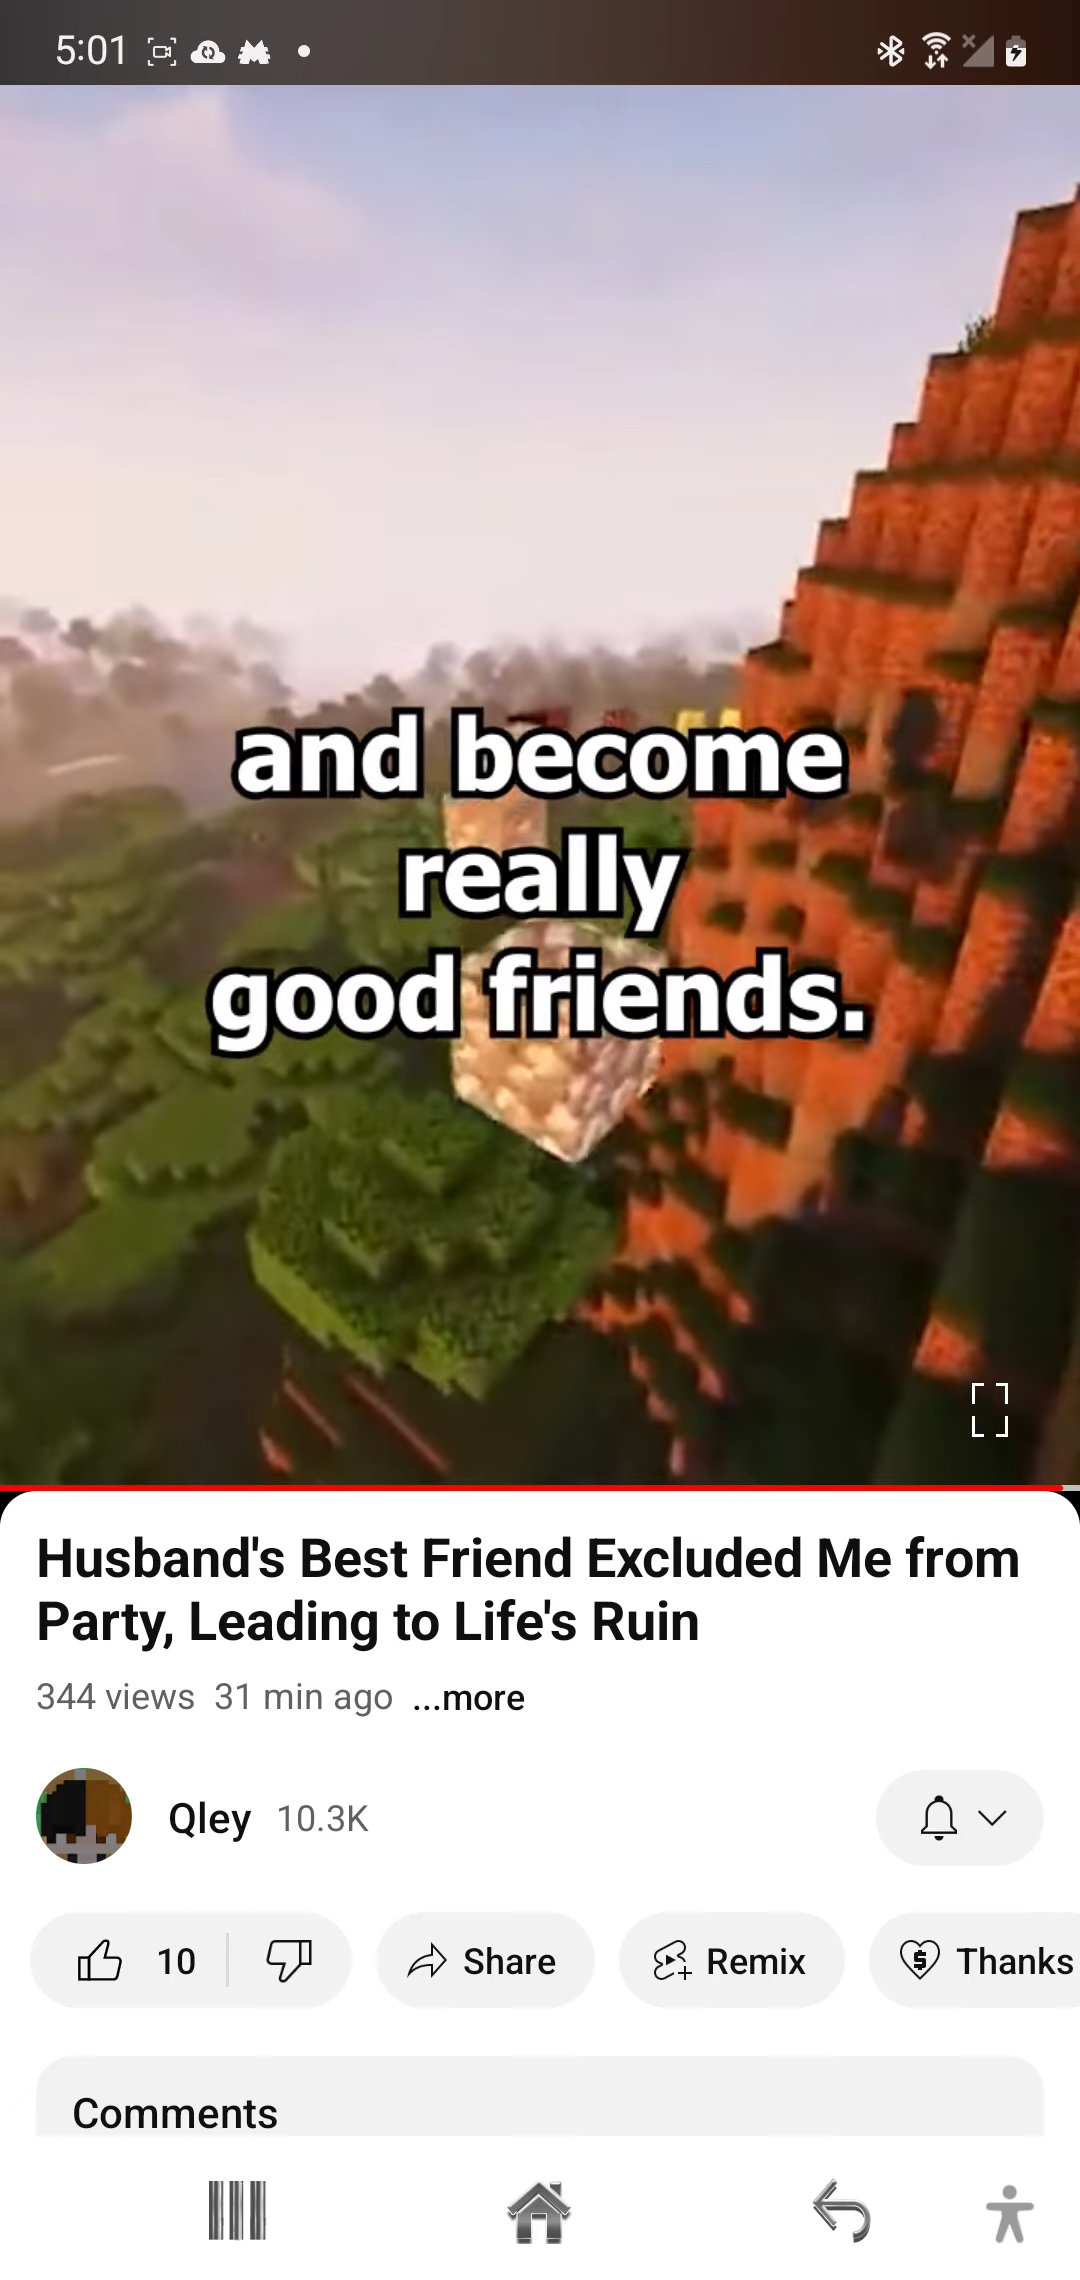 5:01
and become
really
good friends.
Husband's Best Friend Excluded Me from
Party, Leading to Life's Ruin
344 views 31 min ago ...more
Qley 10.3K
10 Share Remix Thanks
Comments